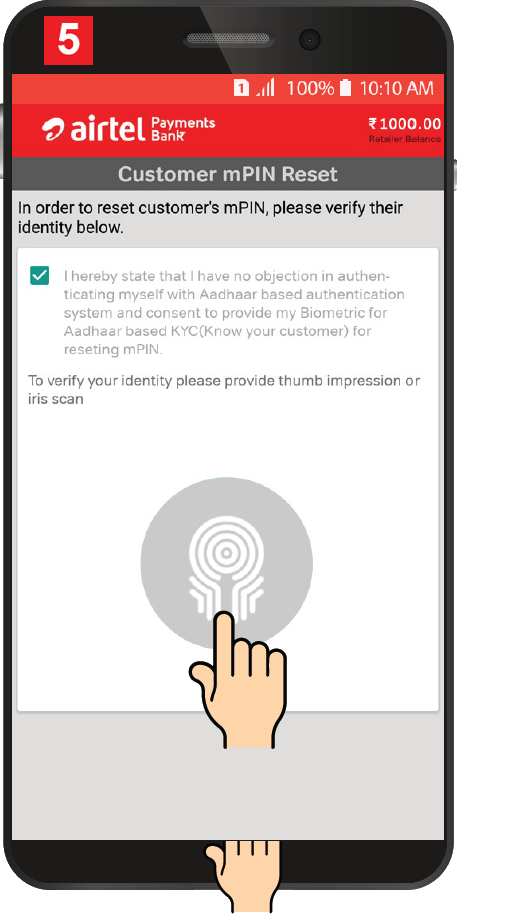 5
1 100% 10:10 AM
airtel Payments Bank ₹1000.00
Retailer Balance
Customer mPIN Reset
In order to reset customer's mPIN, please verify their
identity below.
I hereby state that I have no objection in authen-
ticating myself with Aadhaar based authentication
system and consent to provide my Biometric for
Aadhaar based KYC(Know your customer) for
reseting mPIN.
To verify your identity please provide thumb impression or
iris scan